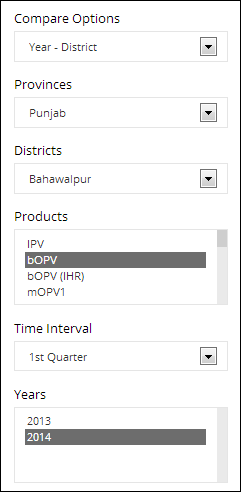 Compare Options
Year - District
Provinces
Punjab
Districts
Bahawalpur
Products
IPV
bOPV
bOPV (IHR)
mOPV1
Time Interval
1st Quarter
Years
2013
2014